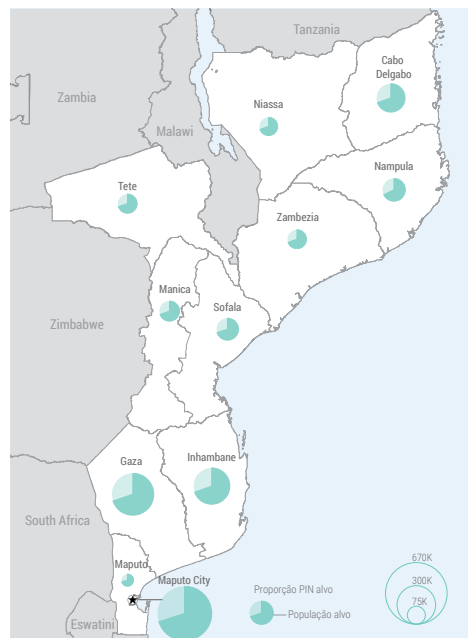 Tanzania
Cabo
Delgabo
Zambia
Niassa
Malawi
Nampula
Tete
Zambezia
Manica
Sofala
Zimbabwe
Gaza
Inhambane
South Africa
Maputo
670K
Maputo City
Proporção PIN alvo
300K
75K
População alvo
Eswatini